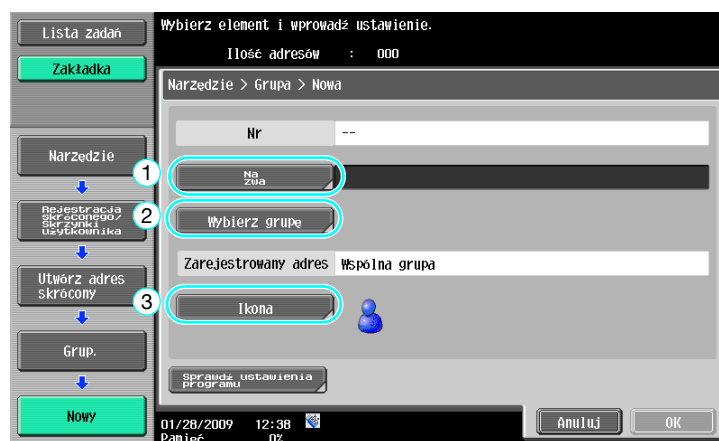 Lista zadań
Zakładka
Narzędzie
Rejestracja
skróconego/
Skrzynki
użytkownika
Utwórz adres
skrócony
Grup.
Nowy
Wybierz element i wprowadź ustawienie.
Ilość adresów : 000
Narzędzie > Grupa > Nowa
Nr --
1
Na
zwa
2
Wybierz grupę
Zarejestrowany adres Wspólna grupa
3
Ikona
Sprawdź ustawienia
programu
01/28/2009 12:38
Pamięć 0%
Anuluj
OK